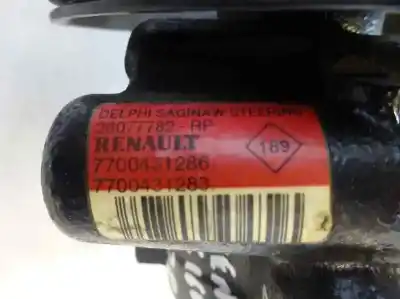 DELPHI SAGINAW STEERING
26077782-RP
RENAULT
189
7700431286
7700431283